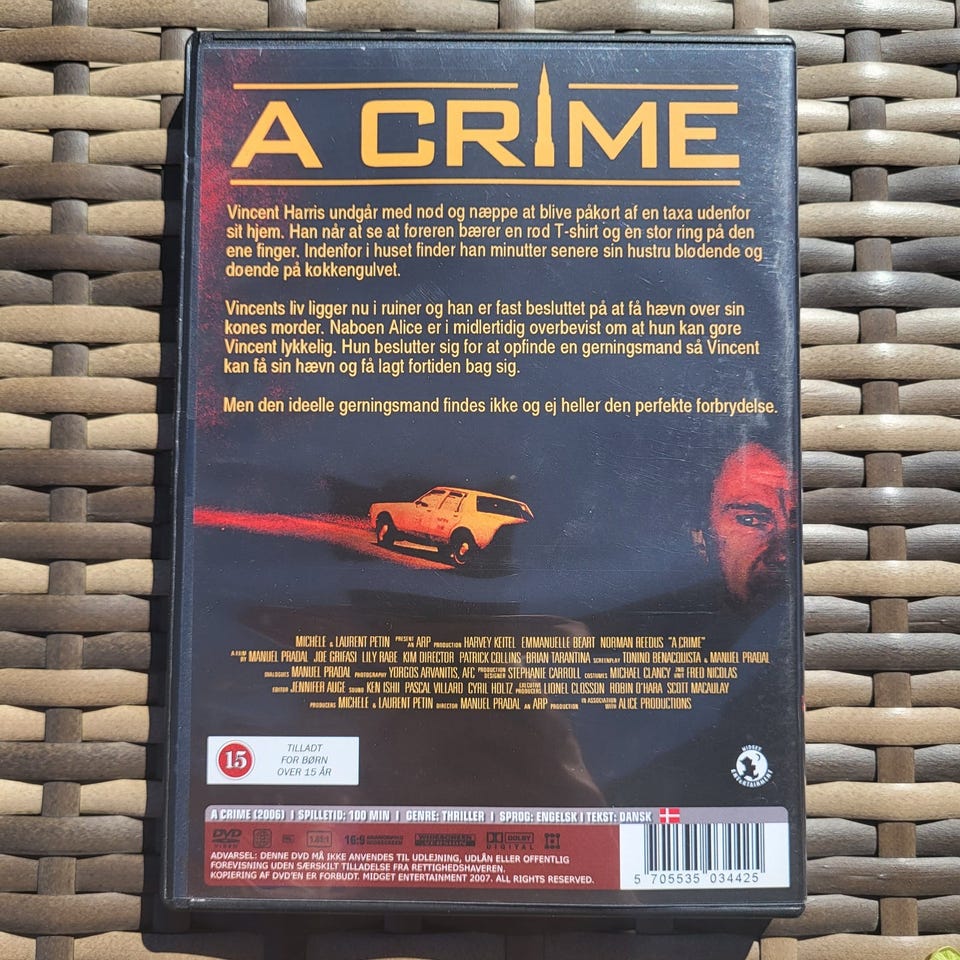 A CRIME
Vincent Harris undgår med nød og næppe at blive påkørt af en taxa udenfor
sit hjem. Han når at se at føreren bærer en rød T-shirt og èn stor ring på den
ene finger. Indenfor i huset finder han minutter senere sin hustru blødende og
døende på køkkengulvet.
Vincents liv ligger nu i ruiner og han er fast besluttet på at få hævn over sin
kones morder. Naboen Alice er i midlertidig overbevist om at hun kan gøre
Vincent lykkelig. Hun beslutter sig for at opfinde en gerningsmand så Vincent
kan få sin hævn og få lagt fortiden bag sig.
Men den ideelle gerningsmand findes ikke og ej heller den perfekte forbrydelse.
MICHÈLE & LAURENT PETIN PRESENT AN ARP PRODUCTION HARVEY KEITEL EMMANUELLE BEART NORMAN REEDUS "A CRIME"
A FILM BY MANUEL PRADAL JOE GRIFASI LILY RABE KIM DIRECTOR PATRICK COLLINS BRIAN TARANTINA SCREENPLAY TONINO BENACQUISTA & MANUEL PRADAL
DIALOGUES MANUEL PRADAL PHOTOGRAPHY YORGOS ARVANITIS, AFC PRODUCTION DESIGNER STEPHANIE CARROLL COSTUMES MICHAEL CLANCY 2ND UNIT FRED NICOLAS
EDITOR JENNIFER AUGE SOUND KEN ISHII PASCAL VILLARD CYRIL HOLTZ EXECUTIVE PRODUCERS LIONEL CLOSSON ROBIN O'HARA SCOTT MACAULAY
PRODUCERS MICHELE & LAURENT PETIN DIRECTOR MANUEL PRADAL AN ARP PRODUCTION IN ASSOCIATION WITH ALICE PRODUCTIONS
15
TILLADT
FOR BØRN
OVER 15 ÅR
MIDGET
ENTERTAINMENT
A CRIME (2006) I SPILLETID: 100 MIN I GENRE: THRILLER I SPROG: ENGELSK I TEKST: DANSK
DVD VIDEO 1.85:1 16:9 WIDESCREEN VERSION DOLBY DIGITAL
ADVARSEL: DENNE DVD MÅ IKKE ANVENDES TIL UDLEJNING, UDLÅN ELLER OFFENTLIG
FOREVISNING UDEN SÆRSKILT TILLADELSE FRA RETTIGHEDSHAVEREN.
KOPIERING AF DVD'EN ER FORBUDT. MIDGET ENTERTAINMENT 2007. ALL RIGHTS RESERVED.
5 705535 034425